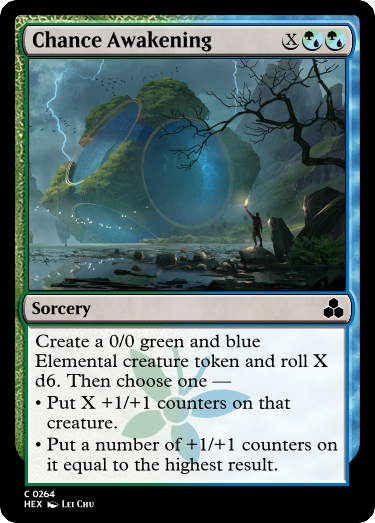 Chance Awakening X
Sorcery
Create a 0/0 green and blue
Elemental creature token and roll X
d6. Then choose one —
• Put X +1/+1 counters on that
creature.
• Put a number of +1/+1 counters on
it equal to the highest result.
C 0264
HEX Lei Chu